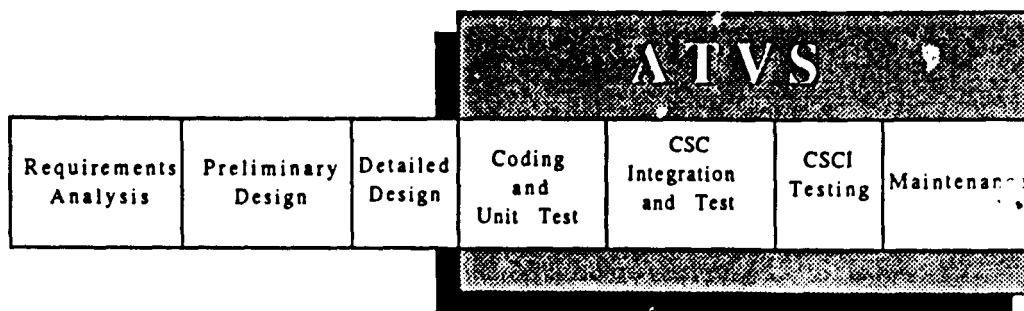 ATVS
Requirements
Analysis
Preliminary
Design
Detailed
Design
Coding
and
Unit Test
CSC
Integration
and Test
CSCI
Testing